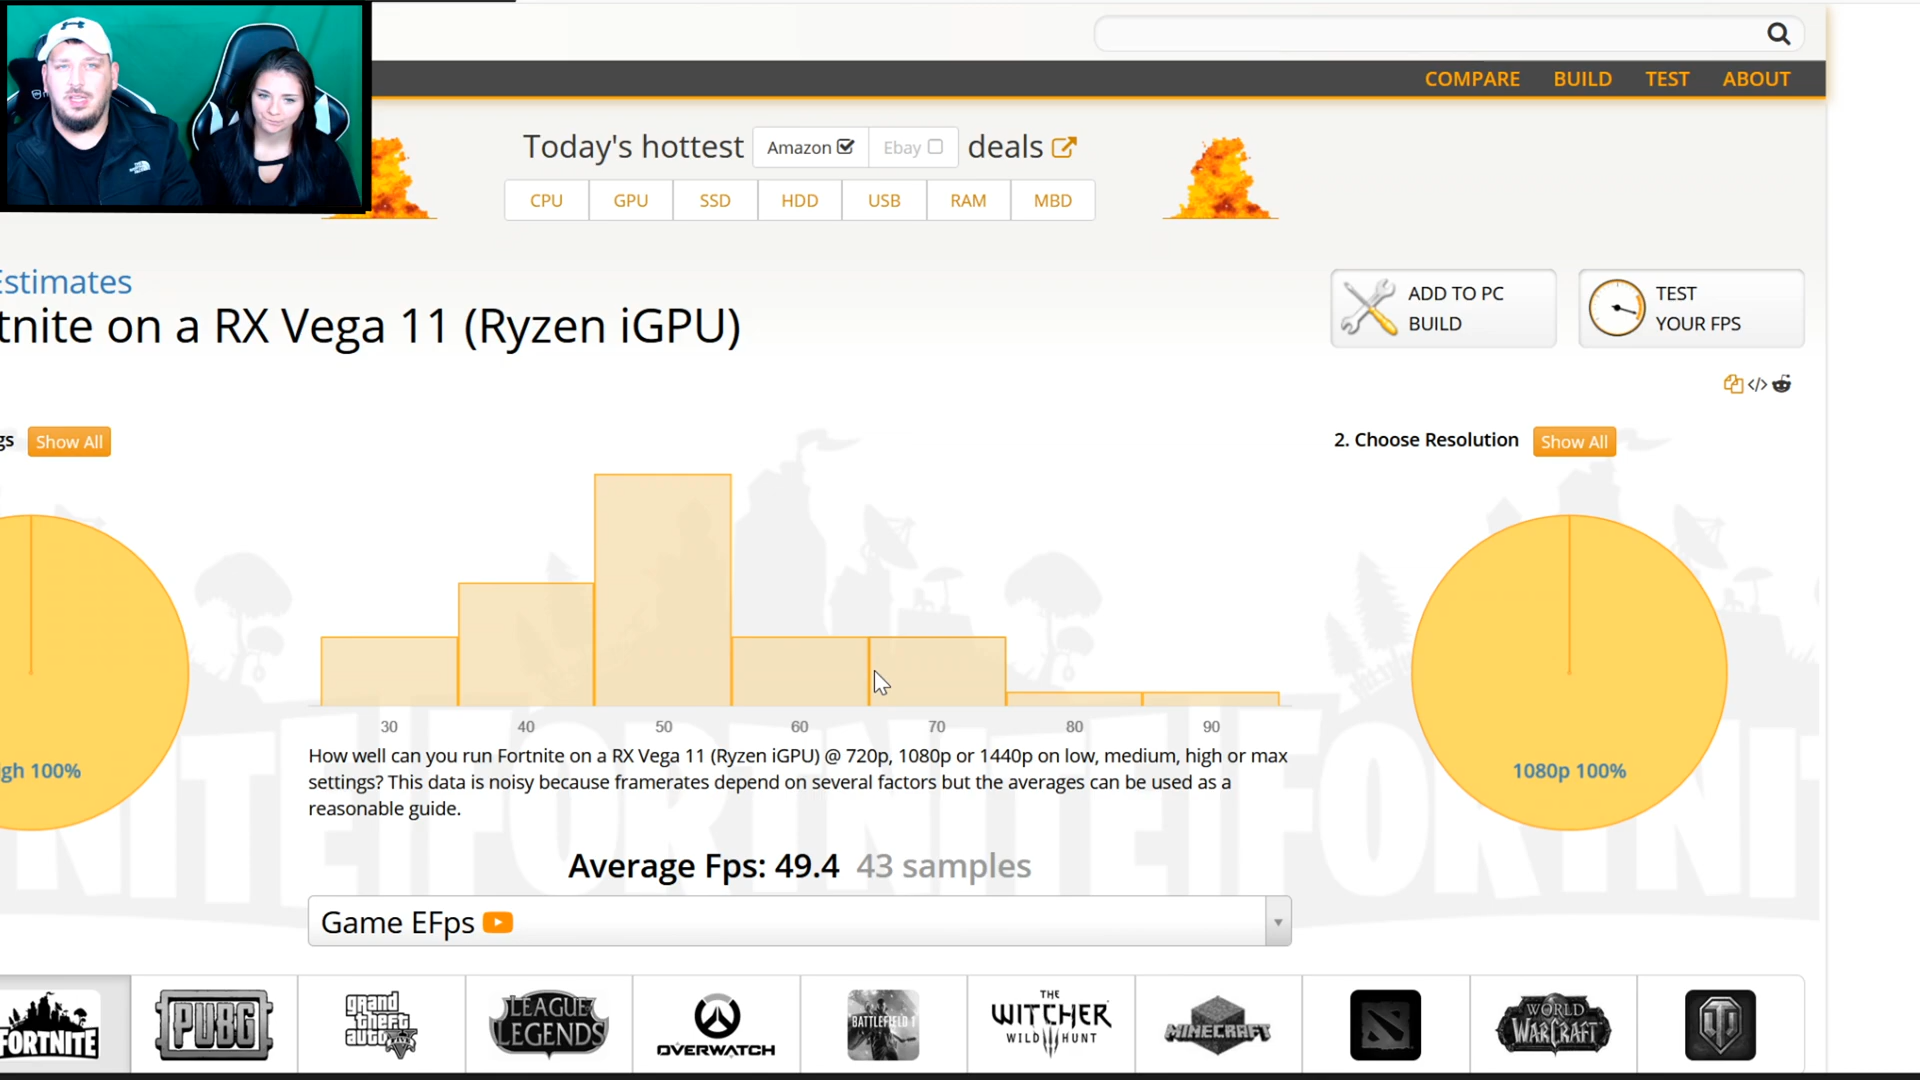 COMPARE BUILD TEST ABOUT
Today's hottest Amazon Ebay deals
CPU GPU SSD HDD USB RAM MBD
Estimates
tnite on a RX Vega 11 (Ryzen iGPU)
ADD TO PC
BUILD
TEST
YOUR FPS
gs Show All
2. Choose Resolution Show All
gh 100%
1080p 100%
30 40 50 60 70 80 90
How well can you run Fortnite on a RX Vega 11 (Ryzen iGPU) @ 720p, 1080p or 1440p on low, medium, high or max
settings? This data is noisy because framerates depend on several factors but the averages can be used as a
reasonable guide.
Average Fps: 49.4 43 samples
Game EFps
FORTNITE
PUBG
grand
theft
auto
V
LEAGUE
LEGENDS
OVERWATCH
BATTLEFIELD 1
THE
WITCHER
WILD HUNT
MINECRAFT
WORLD
WARCRAFT